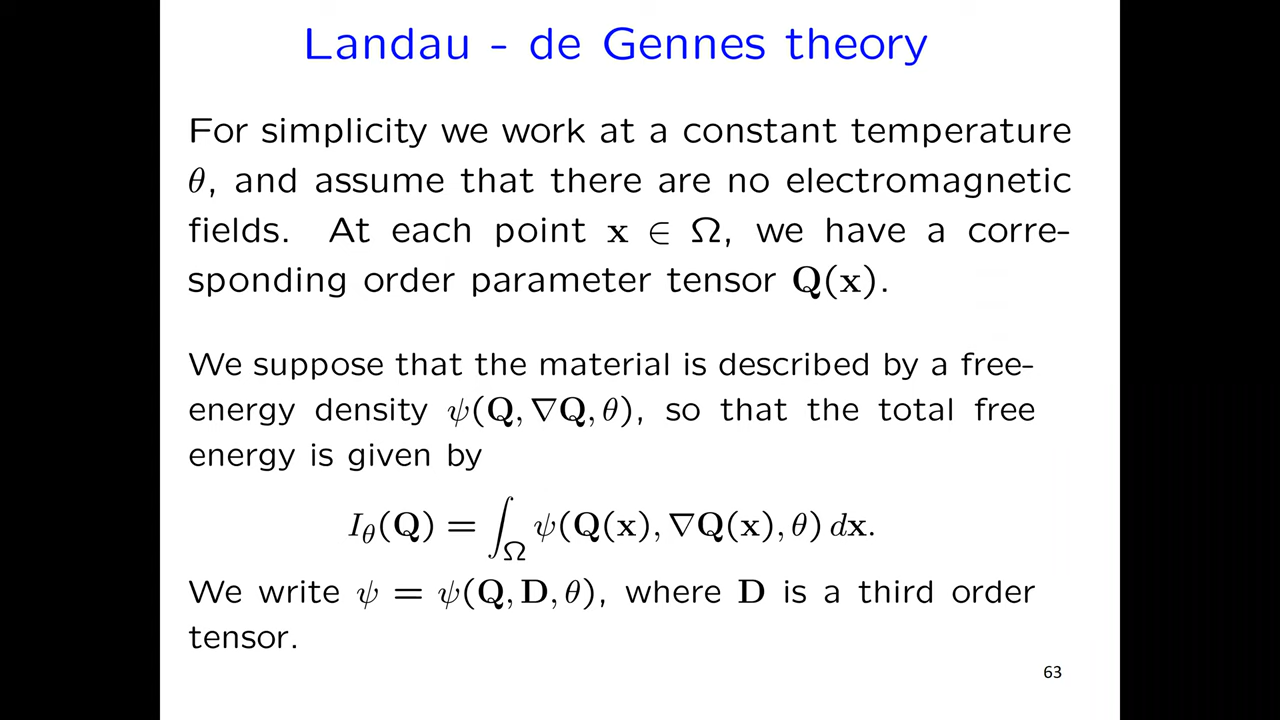 Landau - de Gennes theory
For simplicity we work at a constant temperature
θ, and assume that there are no electromagnetic
fields. At each point x ∈ Ω, we have a corre-
sponding order parameter tensor Q(x).
We suppose that the material is described by a free-
energy density ψ(Q, ∇Q, θ), so that the total free
energy is given by
I_θ(Q) = ∫_Ω ψ(Q(x), ∇Q(x), θ) dx.
We write ψ = ψ(Q, D, θ), where D is a third order
tensor.
63